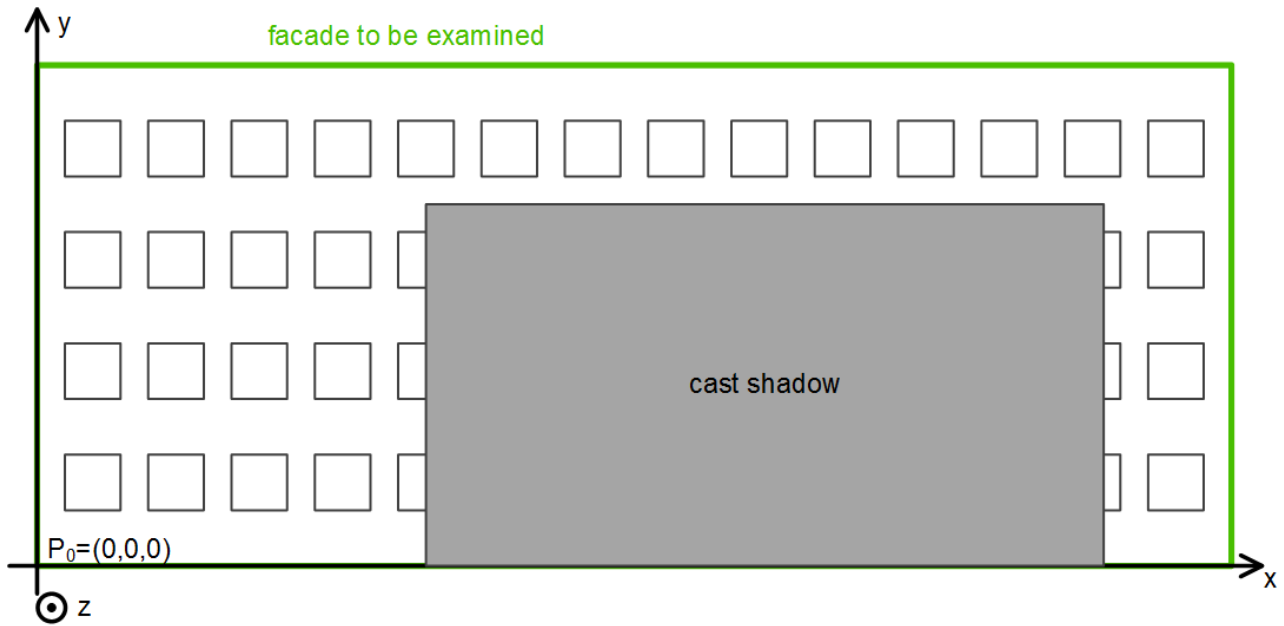 y
facade to be examined
cast shadow
P₀=(0,0,0)
x
z